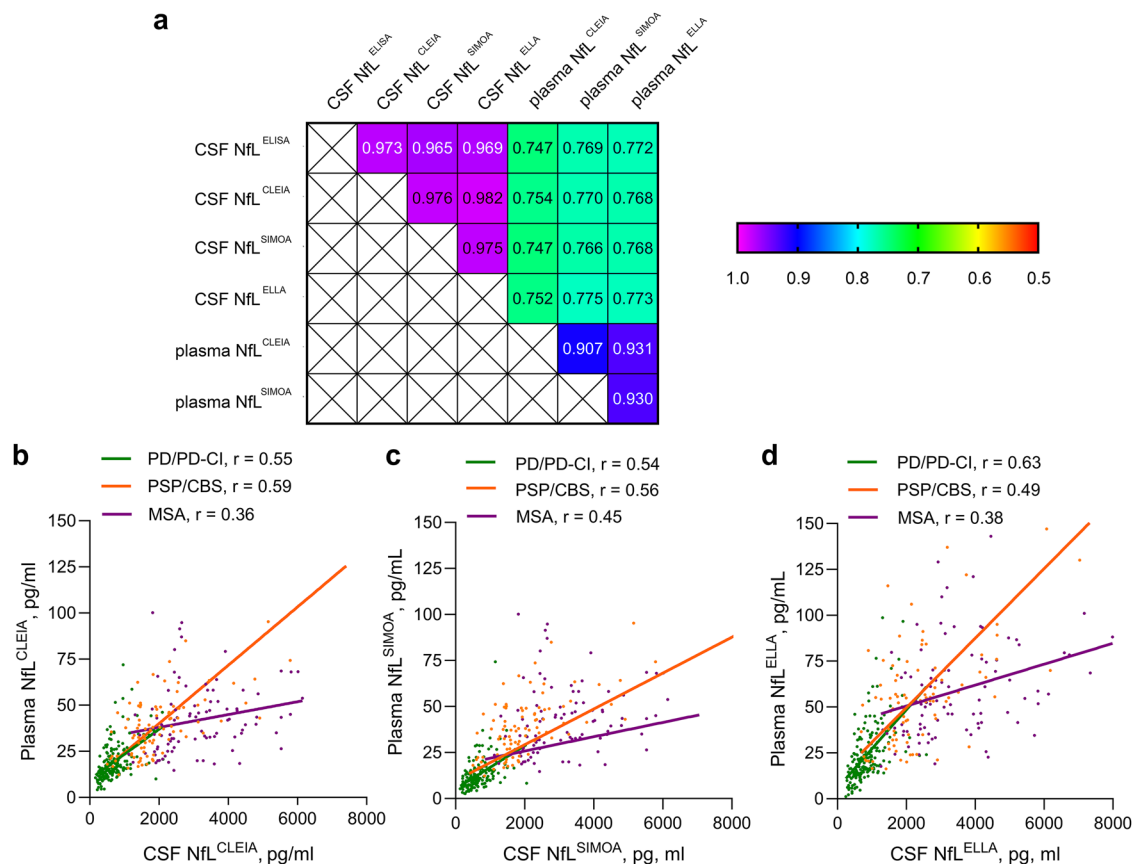 a
CSF NfL^ELISA
CSF NfL^CLEIA
CSF NfL^SIMOA
CSF NfL^ELLA
plasma NfL^CLEIA
plasma NfL^SIMOA
plasma NfL^ELLA
CSF NfL^ELISA 0.973 0.965 0.969 0.747 0.769 0.772
CSF NfL^CLEIA 0.976 0.982 0.754 0.770 0.768
CSF NfL^SIMOA 0.975 0.747 0.766 0.768
CSF NfL^ELLA 0.752 0.775 0.773
plasma NfL^CLEIA 0.907 0.931
plasma NfL^SIMOA 0.930
1.0 0.9 0.8 0.7 0.6 0.5
b
PD/PD-CI, r = 0.55
PSP/CBS, r = 0.59
MSA, r = 0.36
Plasma NfL^CLEIA, pg/ml
150
125
100
75
50
25
0
0 2000 4000 6000 8000
CSF NfL^CLEIA, pg/ml
c
PD/PD-CI, r = 0.54
PSP/CBS, r = 0.56
MSA, r = 0.45
Plasma NfL^SIMOA, pg/mL
150
125
100
75
50
25
0
0 2000 4000 6000 8000
CSF NfL^SIMOA, pg, ml
d
PD/PD-CI, r = 0.63
PSP/CBS, r = 0.49
MSA, r = 0.38
Plasma NfL^ELLA, pg/mL
150
125
100
75
50
25
0
0 2000 4000 6000 8000
CSF NfL^ELLA, pg, ml